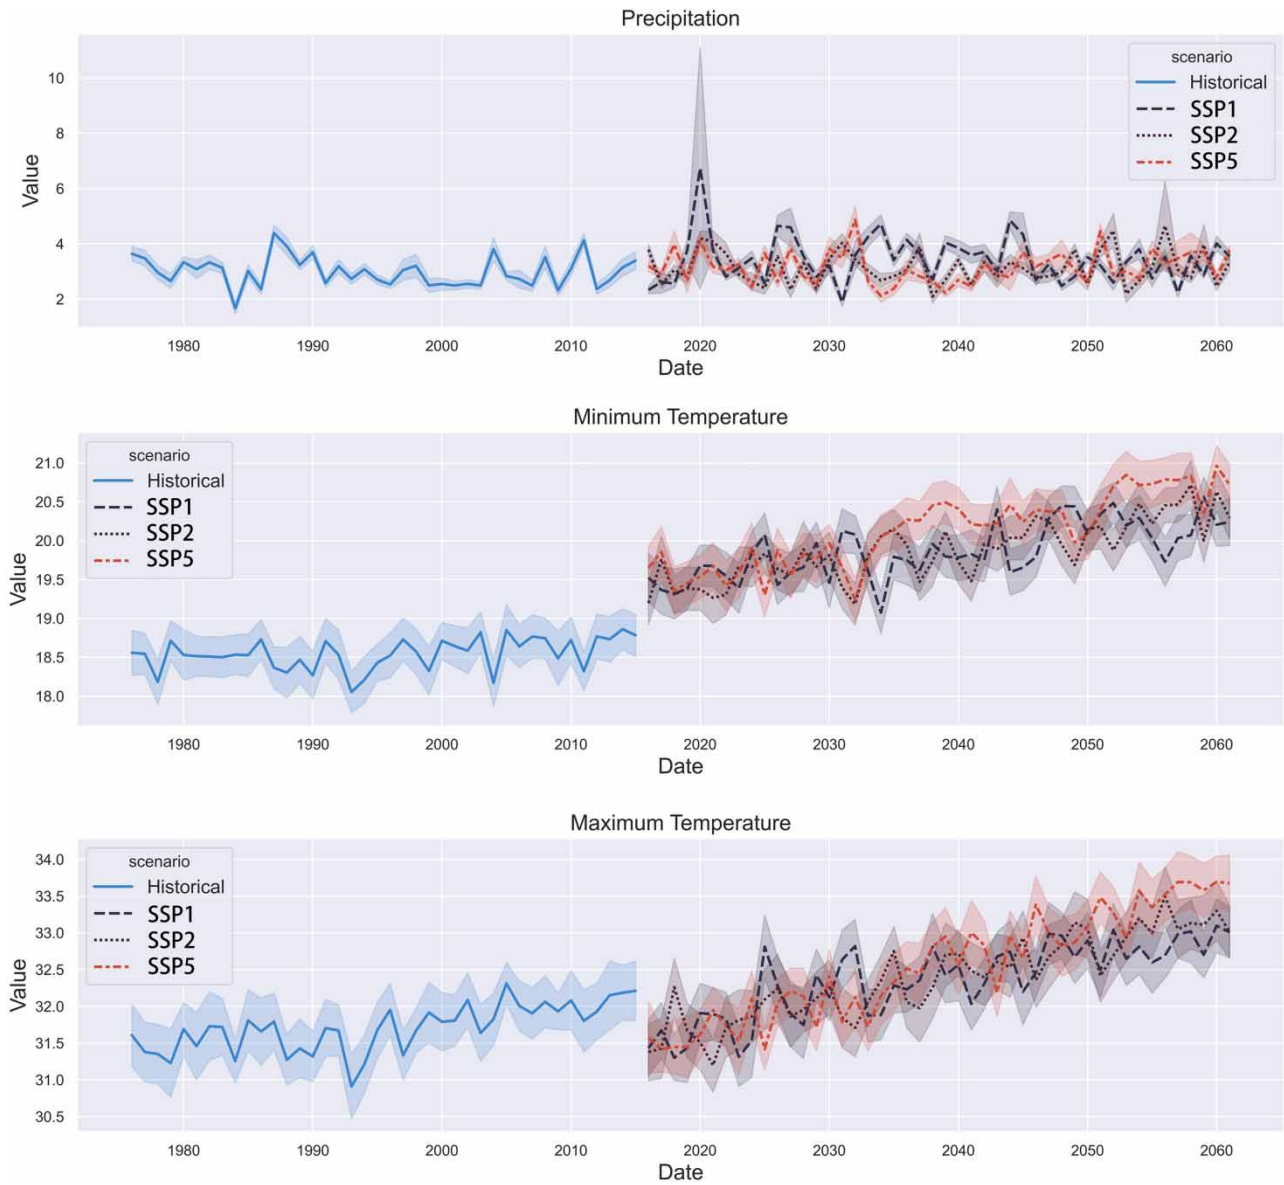 Precipitation
10
8
6
4
2
Value
scenario
Historical
SSP1
SSP2
SSP5
1980 1990 2000 2010 2020 2030 2040 2050 2060
Date
Minimum Temperature
21.0
20.5
20.0
19.5
19.0
18.5
18.0
Value
scenario
Historical
SSP1
SSP2
SSP5
1980 1990 2000 2010 2020 2030 2040 2050 2060
Date
Maximum Temperature
34.0
33.5
33.0
32.5
32.0
31.5
31.0
30.5
Value
scenario
Historical
SSP1
SSP2
SSP5
1980 1990 2000 2010 2020 2030 2040 2050 2060
Date